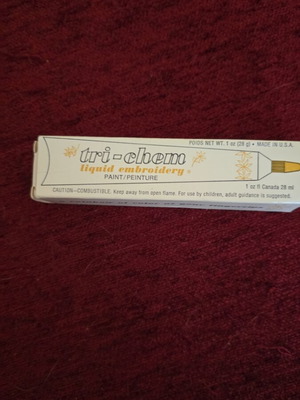 POIDS NET WT. 1 oz (28 g) • MADE IN U.S.A.
tri-chem
liquid embroidery®
PAINT/PEINTURE
1 oz fl Canada 28 ml
CAUTION–COMBUSTIBLE. Keep away from open flame. For use by children, adult guidance is suggested.